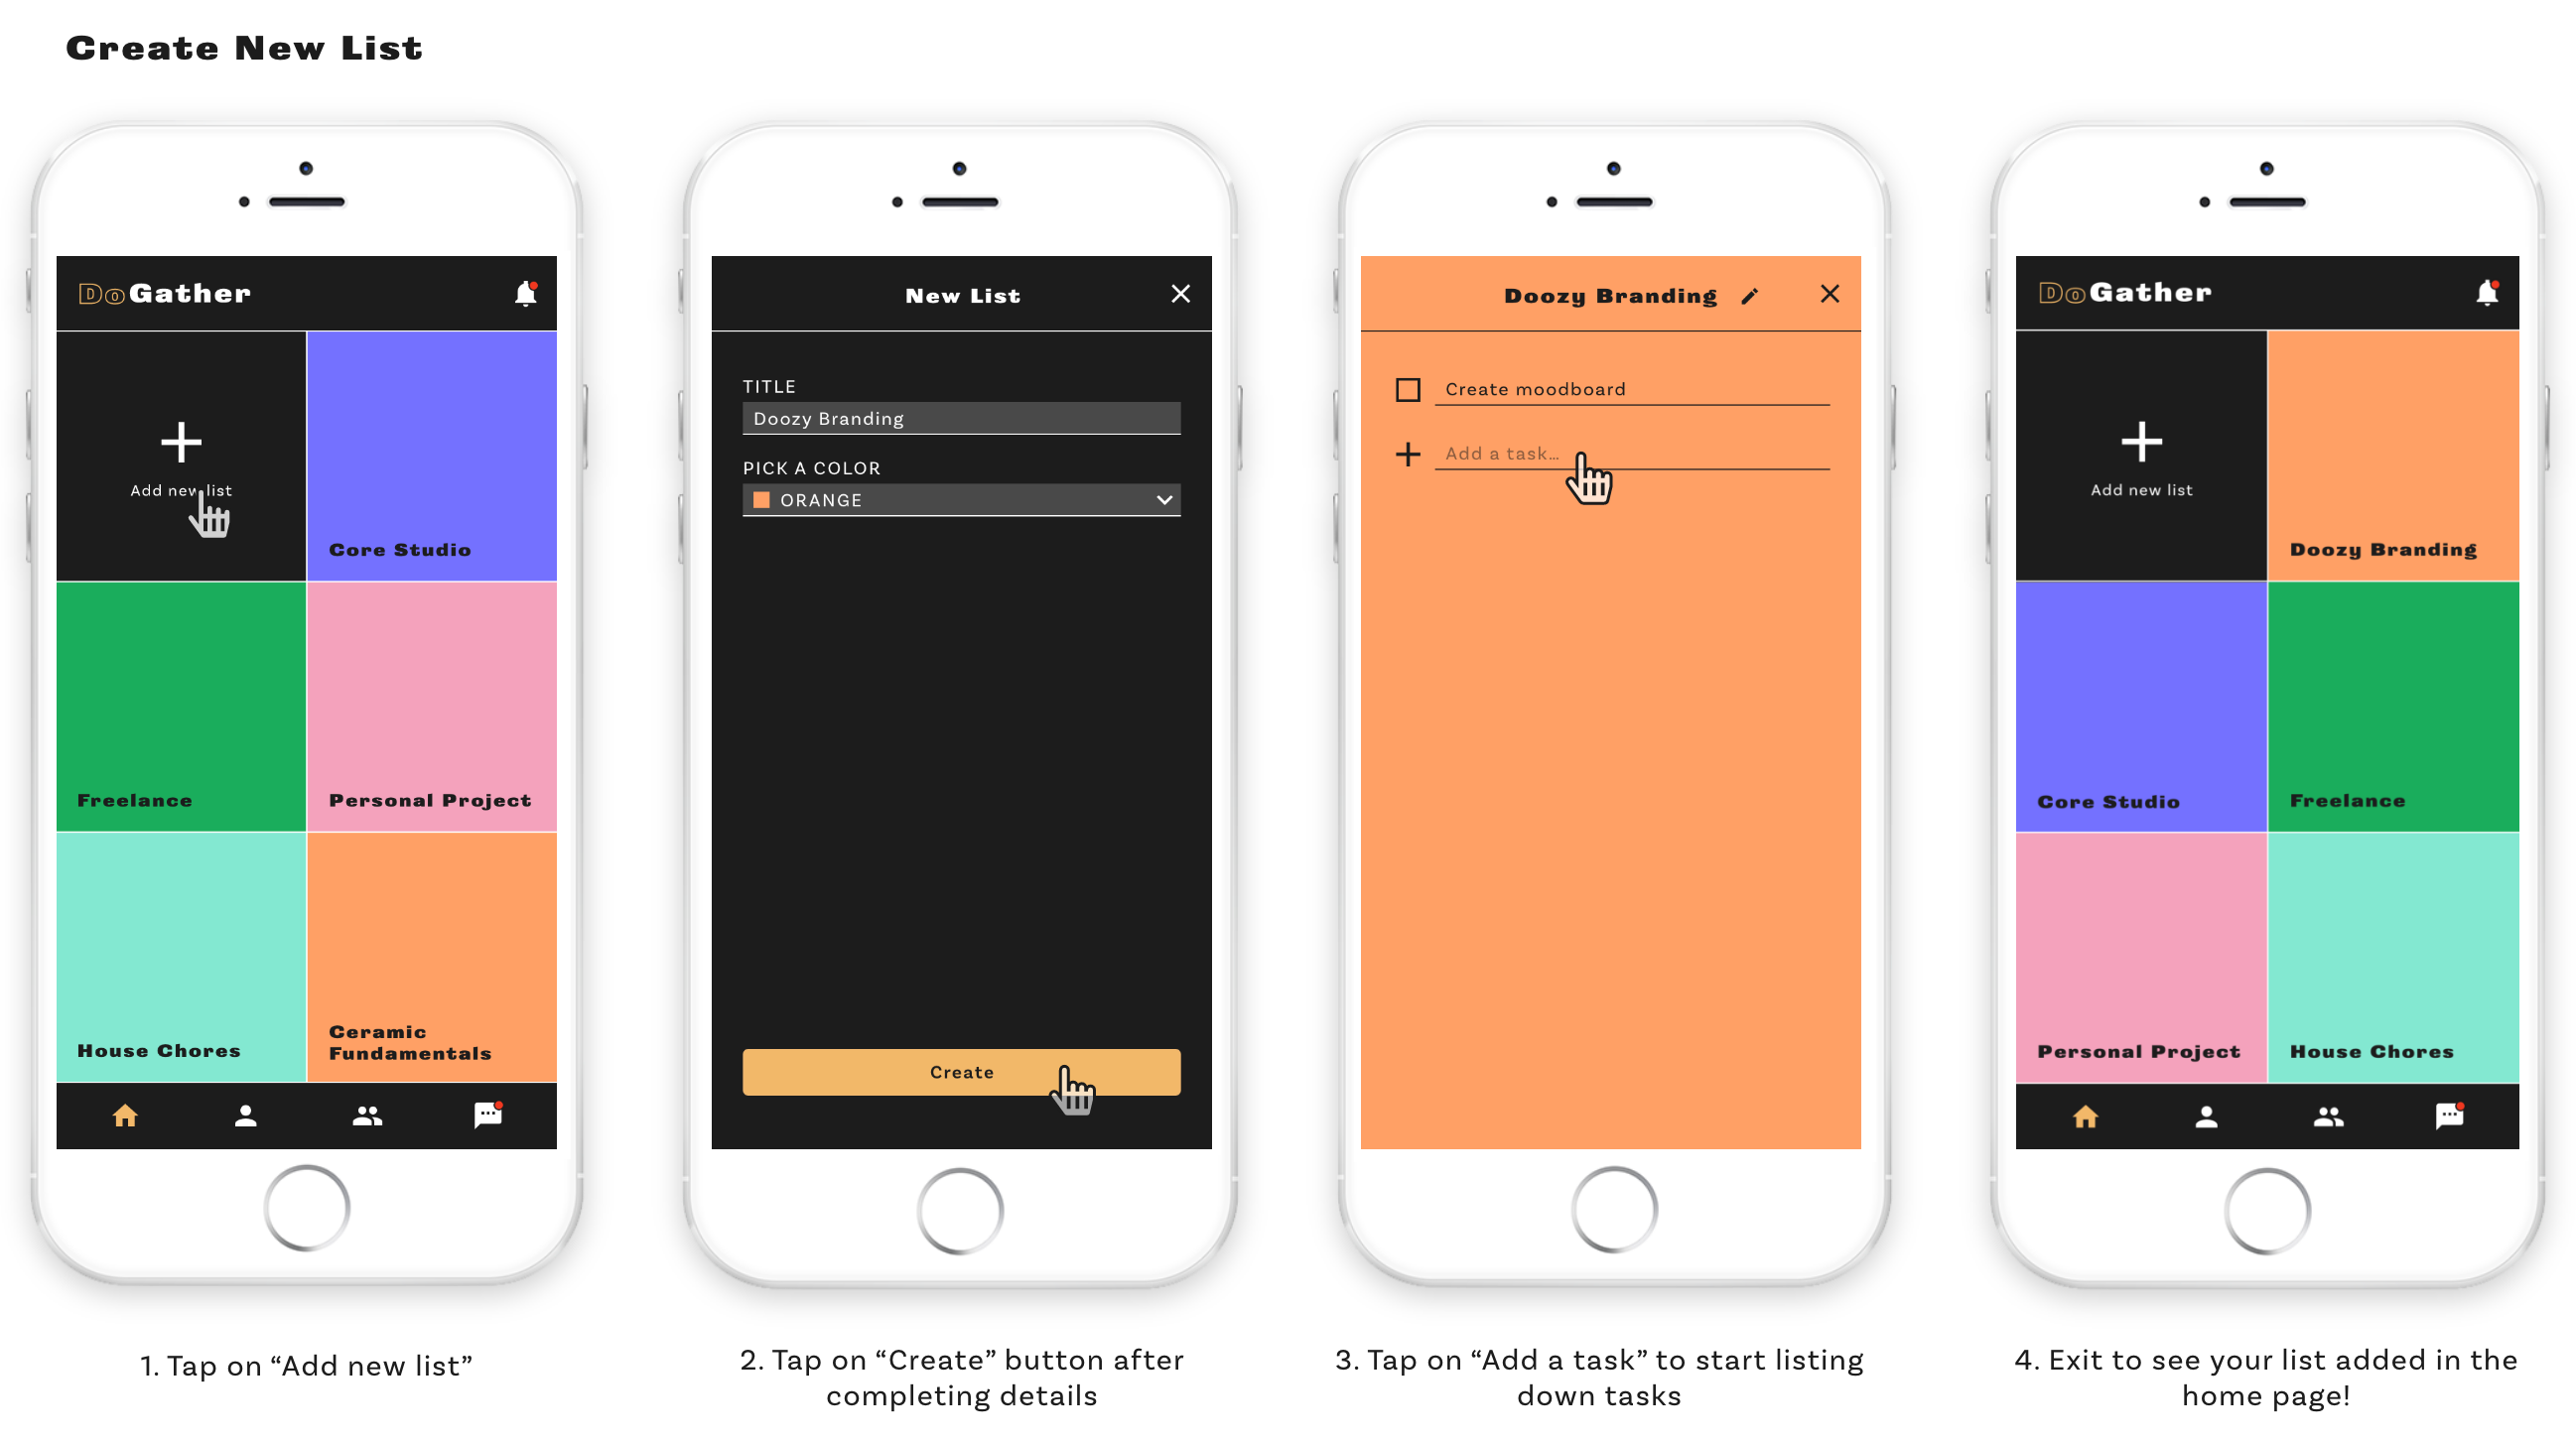 Create New List
DoGather
Add new list
Core Studio
Freelance
Personal Project
House Chores
Ceramic
Fundamentals
1. Tap on “Add new list”
New List
TITLE
Doozy Branding
PICK A COLOR
ORANGE
Create
2. Tap on “Create” button after
completing details
Doozy Branding
Create moodboard
Add a task...
3. Tap on “Add a task” to start listing
down tasks
DoGather
Add new list
Doozy Branding
Core Studio
Freelance
Personal Project
House Chores
4. Exit to see your list added in the
home page!